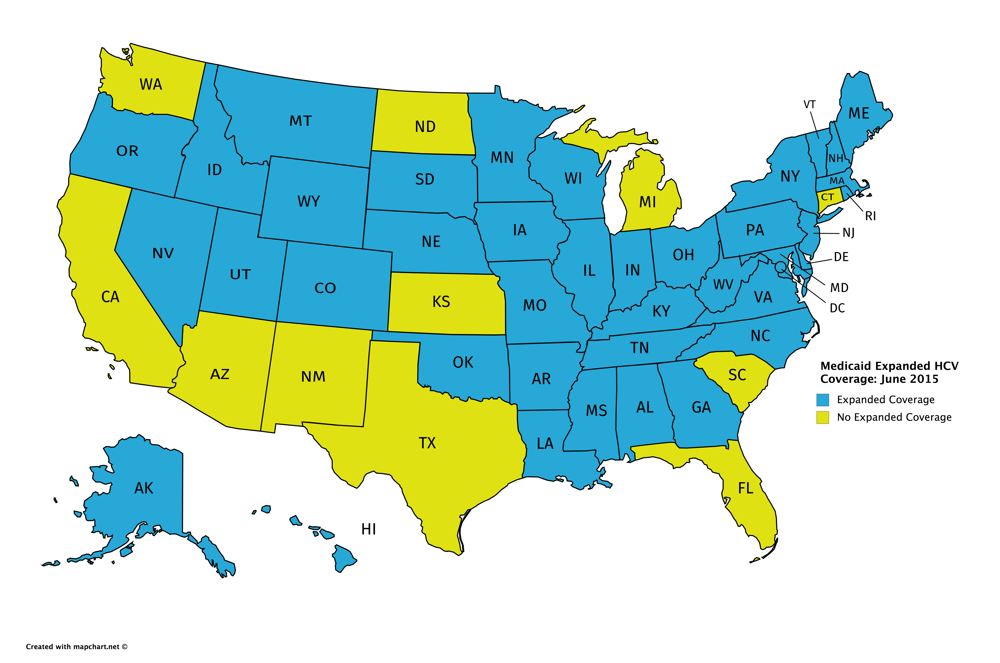 WA
VT
ME
MT
ND
OR
MN
NH
ID
NY
SD
WI
MA
CT
WY
MI
RI
IA
PA
NJ
NE
NV
OH
DE
UT
IL
IN
CO
WV
MD
CA
KS
MO
VA
KY
DC
NC
TN
OK
Medicaid Expanded HCV
Coverage: June 2015
AZ
NM
AR
SC
Expanded Coverage
MS
AL
GA
No Expanded Coverage
TX
LA
AK
FL
HI
Created with mapchart.net ©